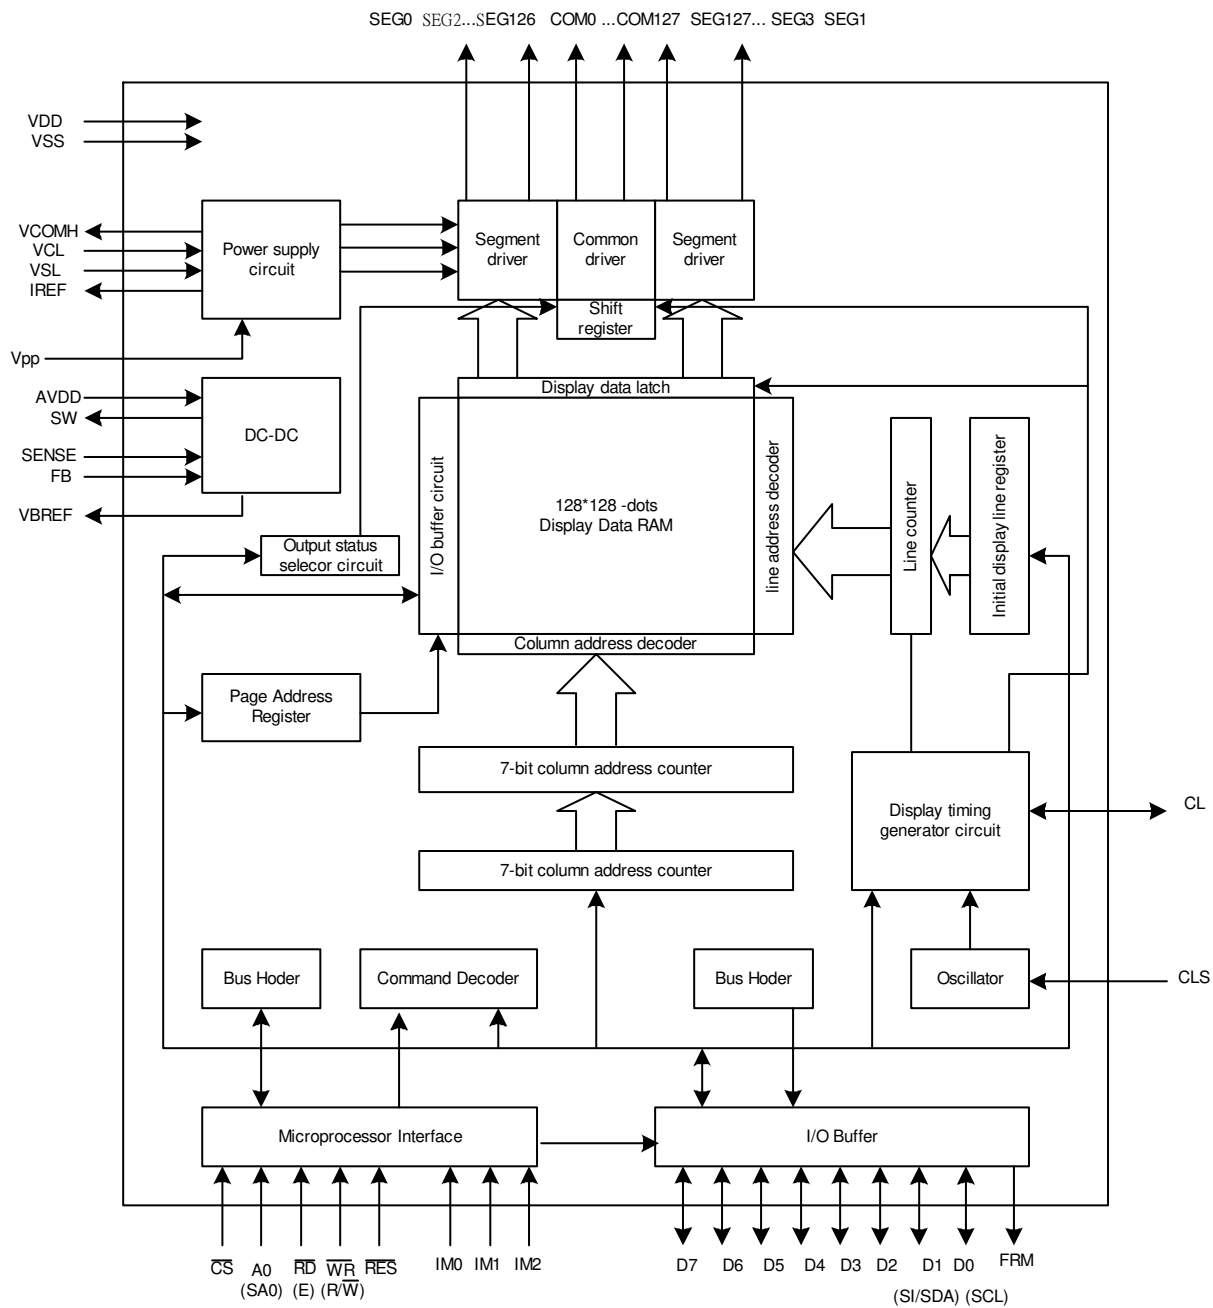 SEG0 SEG2...SEG126 COM0 ...COM127 SEG127... SEG3 SEG1
VDD
VSS
VCOMH
VCL
VSL
IREF
Power supply
circuit
Segment
driver
Common
driver
Segment
driver
Shift
register
Vpp
AVDD
SW
SENSE
FB
VBREF
DC-DC
Display data latch
I/O buffer circuit
128*128 -dots
Display Data RAM
line address decoder
Line counter
Initial display line register
Output status
selecor circuit
Column address decoder
Page Address
Register
7-bit column address counter
Display timing
generator circuit
CL
7-bit column address counter
Bus Hoder
Command Decoder
Bus Hoder
Oscillator
CLS
Microprocessor Interface
I/O Buffer
C̅S̅ A0 R̅D̅ W̅R̅ R̅E̅S̅ IM0 IM1 IM2 D7 D6 D5 D4 D3 D2 D1 D0 FRM
(SA0) (E) (R/W̅) (SI/SDA) (SCL)